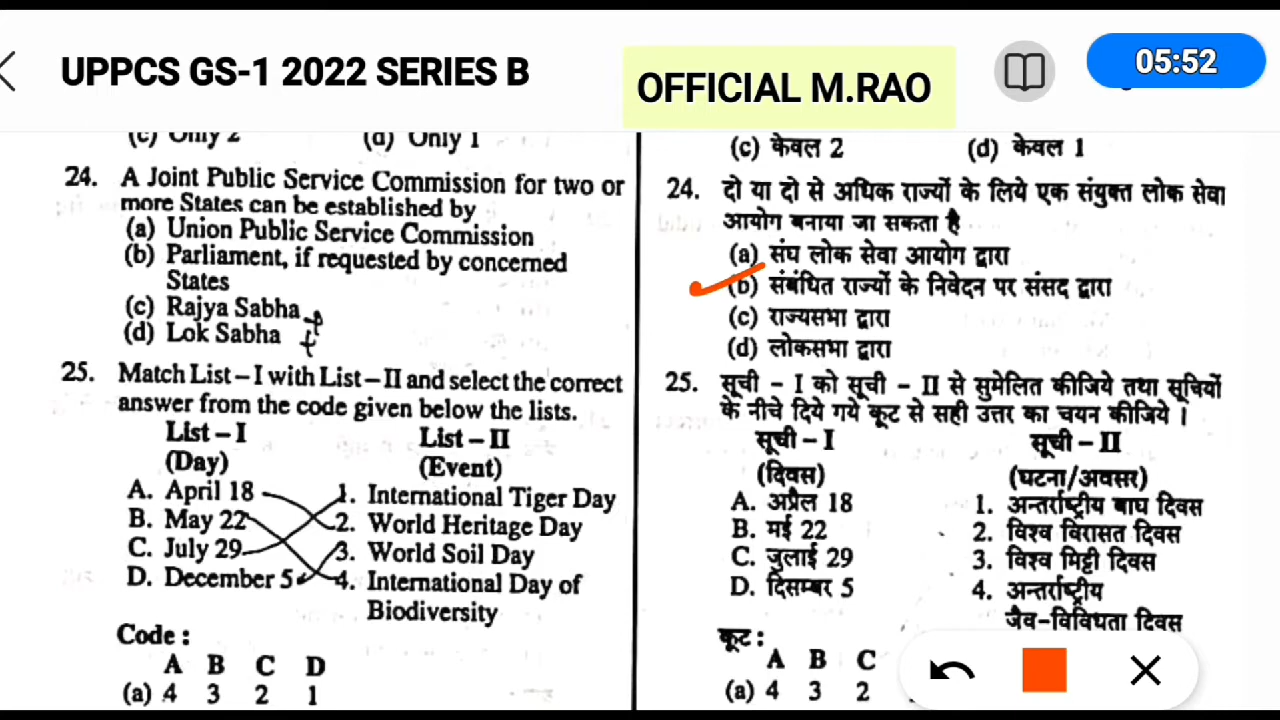 UPPCS GS-1 2022 SERIES B
OFFICIAL M.RAO
05:52
(c) Only 2 (d) Only 1
24. A Joint Public Service Commission for two or
more States can be established by
(a) Union Public Service Commission
(b) Parliament, if requested by concerned
States
(c) Rajya Sabha
(d) Lok Sabha
25. Match List – I with List – II and select the correct
answer from the code given below the lists.
List – I List – II
(Day) (Event)
A. April 18 1. International Tiger Day
B. May 22 2. World Heritage Day
C. July 29 3. World Soil Day
D. December 5 4. International Day of
Biodiversity
Code :
A B C D
(a) 4 3 2 1
(c) केवल 2 (d) केवल 1
24. दो या दो से अधिक राज्यों के लिये एक संयुक्त लोक सेवा
आयोग बनाया जा सकता है
(a) संघ लोक सेवा आयोग द्वारा
(b) संबंधित राज्यों के निवेदन पर संसद द्वारा
(c) राज्यसभा द्वारा
(d) लोकसभा द्वारा
25. सूची – I को सूची – II से सुमेलित कीजिये तथा सूचियों
के नीचे दिये गये कूट से सही उत्तर का चयन कीजिये ।
सूची – I सूची – II
(दिवस) (घटना/अवसर)
A. अप्रैल 18 1. अन्तर्राष्ट्रीय बाघ दिवस
B. मई 22 2. विश्व विरासत दिवस
C. जुलाई 29 3. विश्व मिट्टी दिवस
D. दिसम्बर 5 4. अन्तर्राष्ट्रीय
जैव-विविधता दिवस
कूट :
A B C
(a) 4 3 2